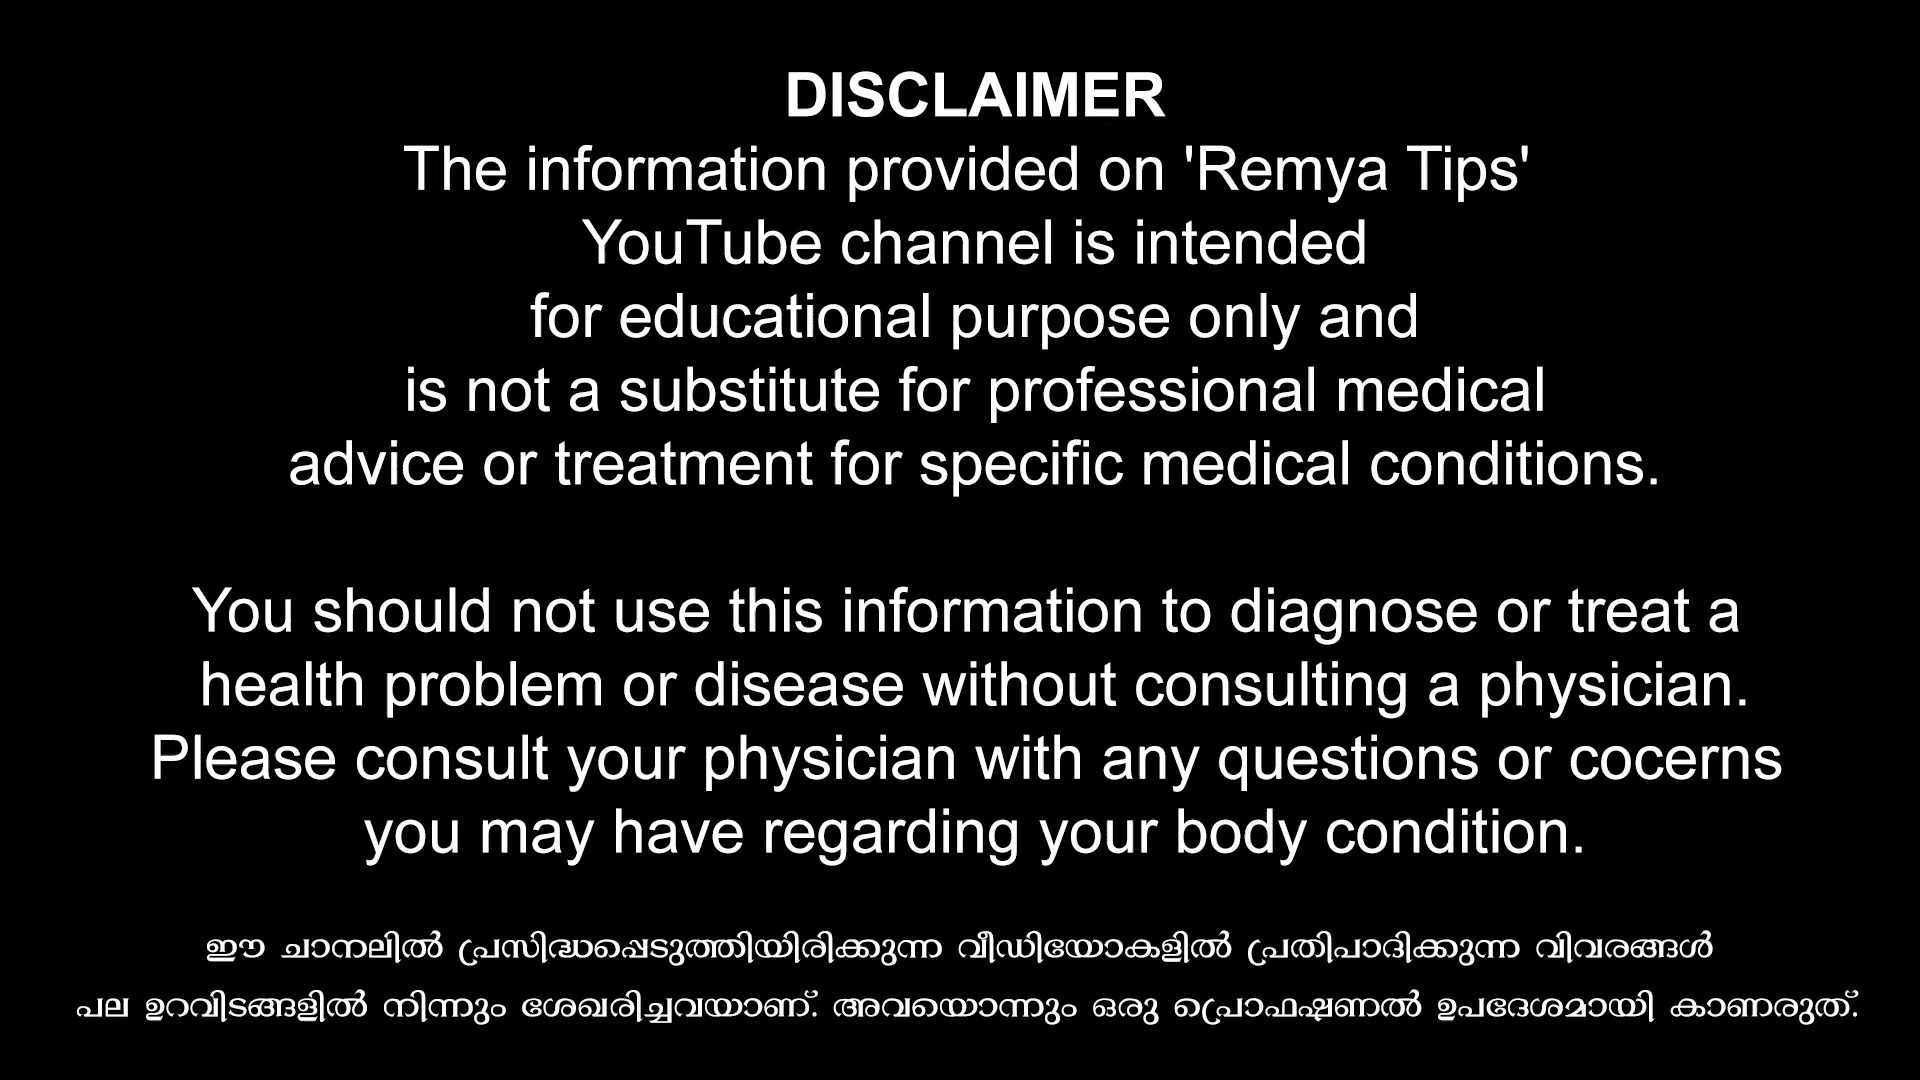 DISCLAIMER
The information provided on 'Remya Tips'
YouTube channel is intended
for educational purpose only and
is not a substitute for professional medical
advice or treatment for specific medical conditions.
You should not use this information to diagnose or treat a
health problem or disease without consulting a physician.
Please consult your physician with any questions or cocerns
you may have regarding your body condition.
ഈ ചാനലിൽ പ്രസിദ്ധപ്പെടുത്തിയിരിക്കുന്ന വീഡിയോകളിൽ പ്രതിപാദിക്കുന്ന വിവരങ്ങൾ
പല ഉറവിടങ്ങളിൽ നിന്നും ശേഖരിച്ചവയാണ്. അവയൊന്നും ഒരു പ്രൊഫഷണൽ ഉപദേശമായി കാണരുത്.